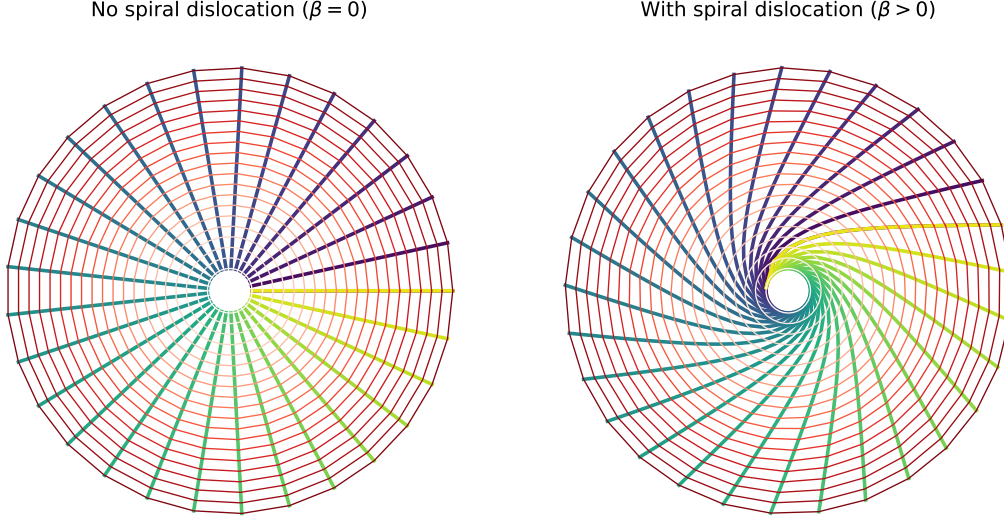 No spiral dislocation (β = 0)
With spiral dislocation (β > 0)